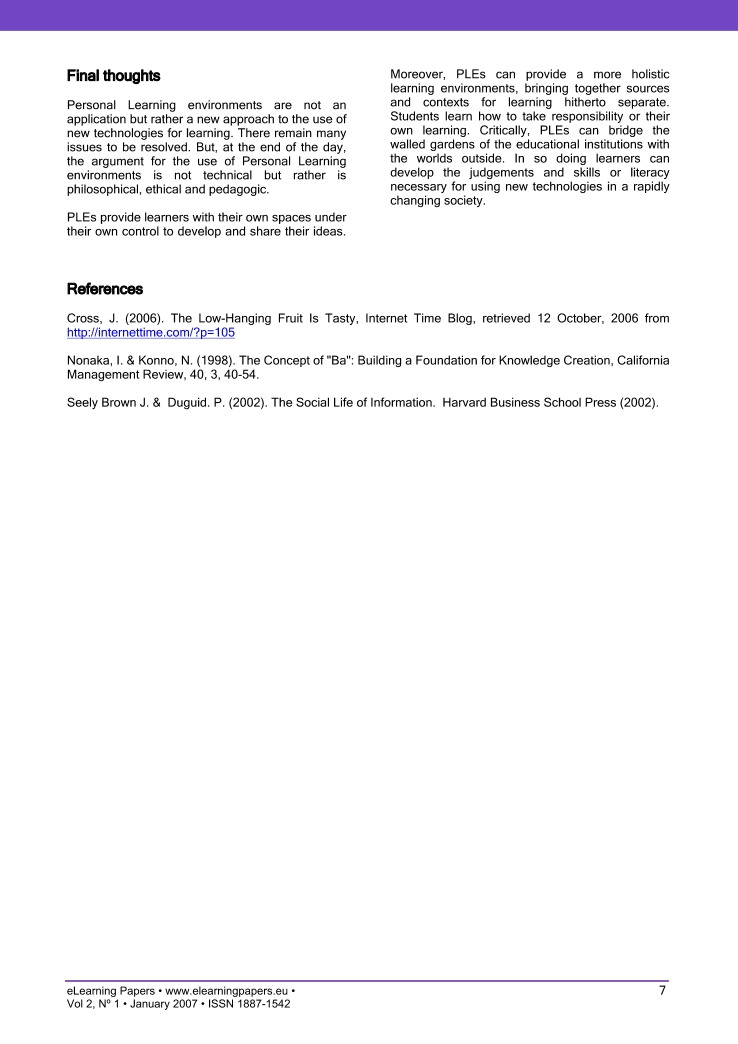 Final thoughts
Personal Learning environments are not an
application but rather a new approach to the use of
new technologies for learning. There remain many
issues to be resolved. But, at the end of the day,
the argument for the use of Personal Learning
environments is not technical but rather is
philosophical, ethical and pedagogic.
PLEs provide learners with their own spaces under
their own control to develop and share their ideas.
Moreover, PLEs can provide a more holistic
learning environments, bringing together sources
and contexts for learning hitherto separate.
Students learn how to take responsibility or their
own learning. Critically, PLEs can bridge the
walled gardens of the educational institutions with
the worlds outside. In so doing learners can
develop the judgements and skills or literacy
necessary for using new technologies in a rapidly
changing society.
References
Cross, J. (2006). The Low-Hanging Fruit Is Tasty, Internet Time Blog, retrieved 12 October, 2006 from
http://internettime.com/?p=105
Nonaka, I. & Konno, N. (1998). The Concept of "Ba": Building a Foundation for Knowledge Creation, California
Management Review, 40, 3, 40-54.
Seely Brown J. & Duguid. P. (2002). The Social Life of Information. Harvard Business School Press (2002).
eLearning Papers • www.elearningpapers.eu •
Vol 2, Nº 1 • January 2007 • ISSN 1887-1542
7